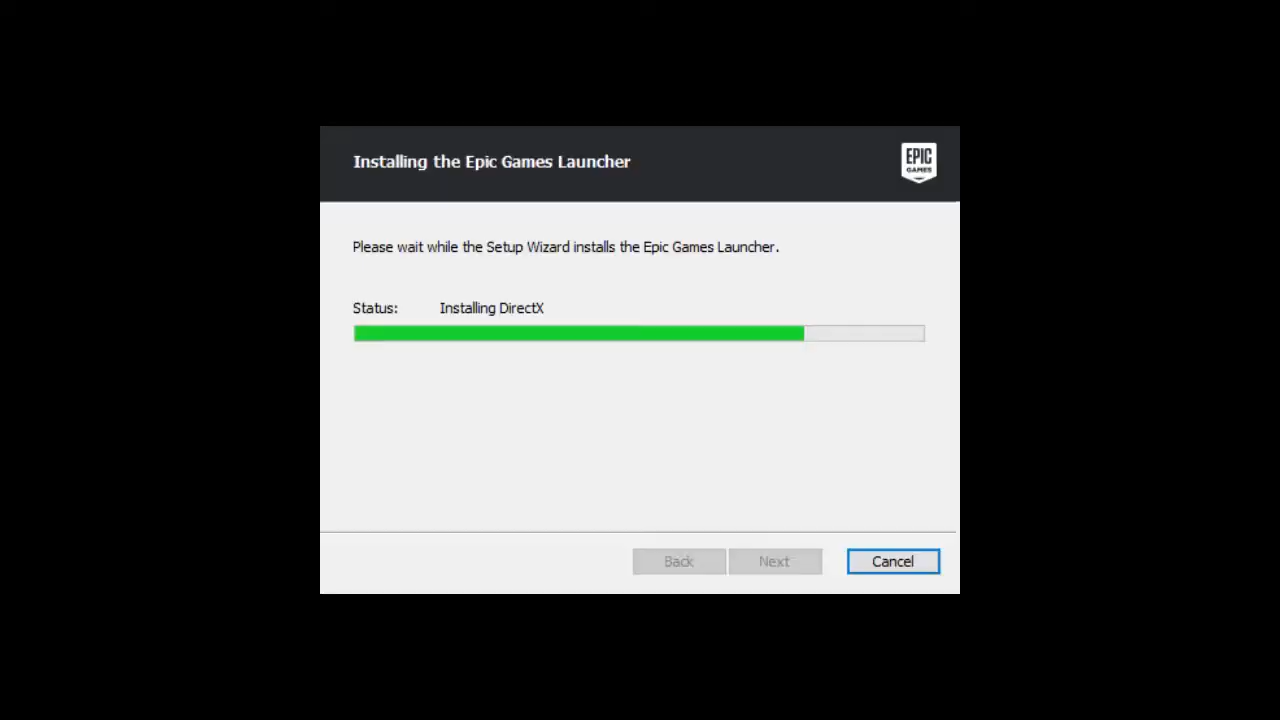 Installing the Epic Games Launcher
EPIC
GAMES
Please wait while the Setup Wizard installs the Epic Games Launcher.
Status: Installing DirectX
Back Next Cancel